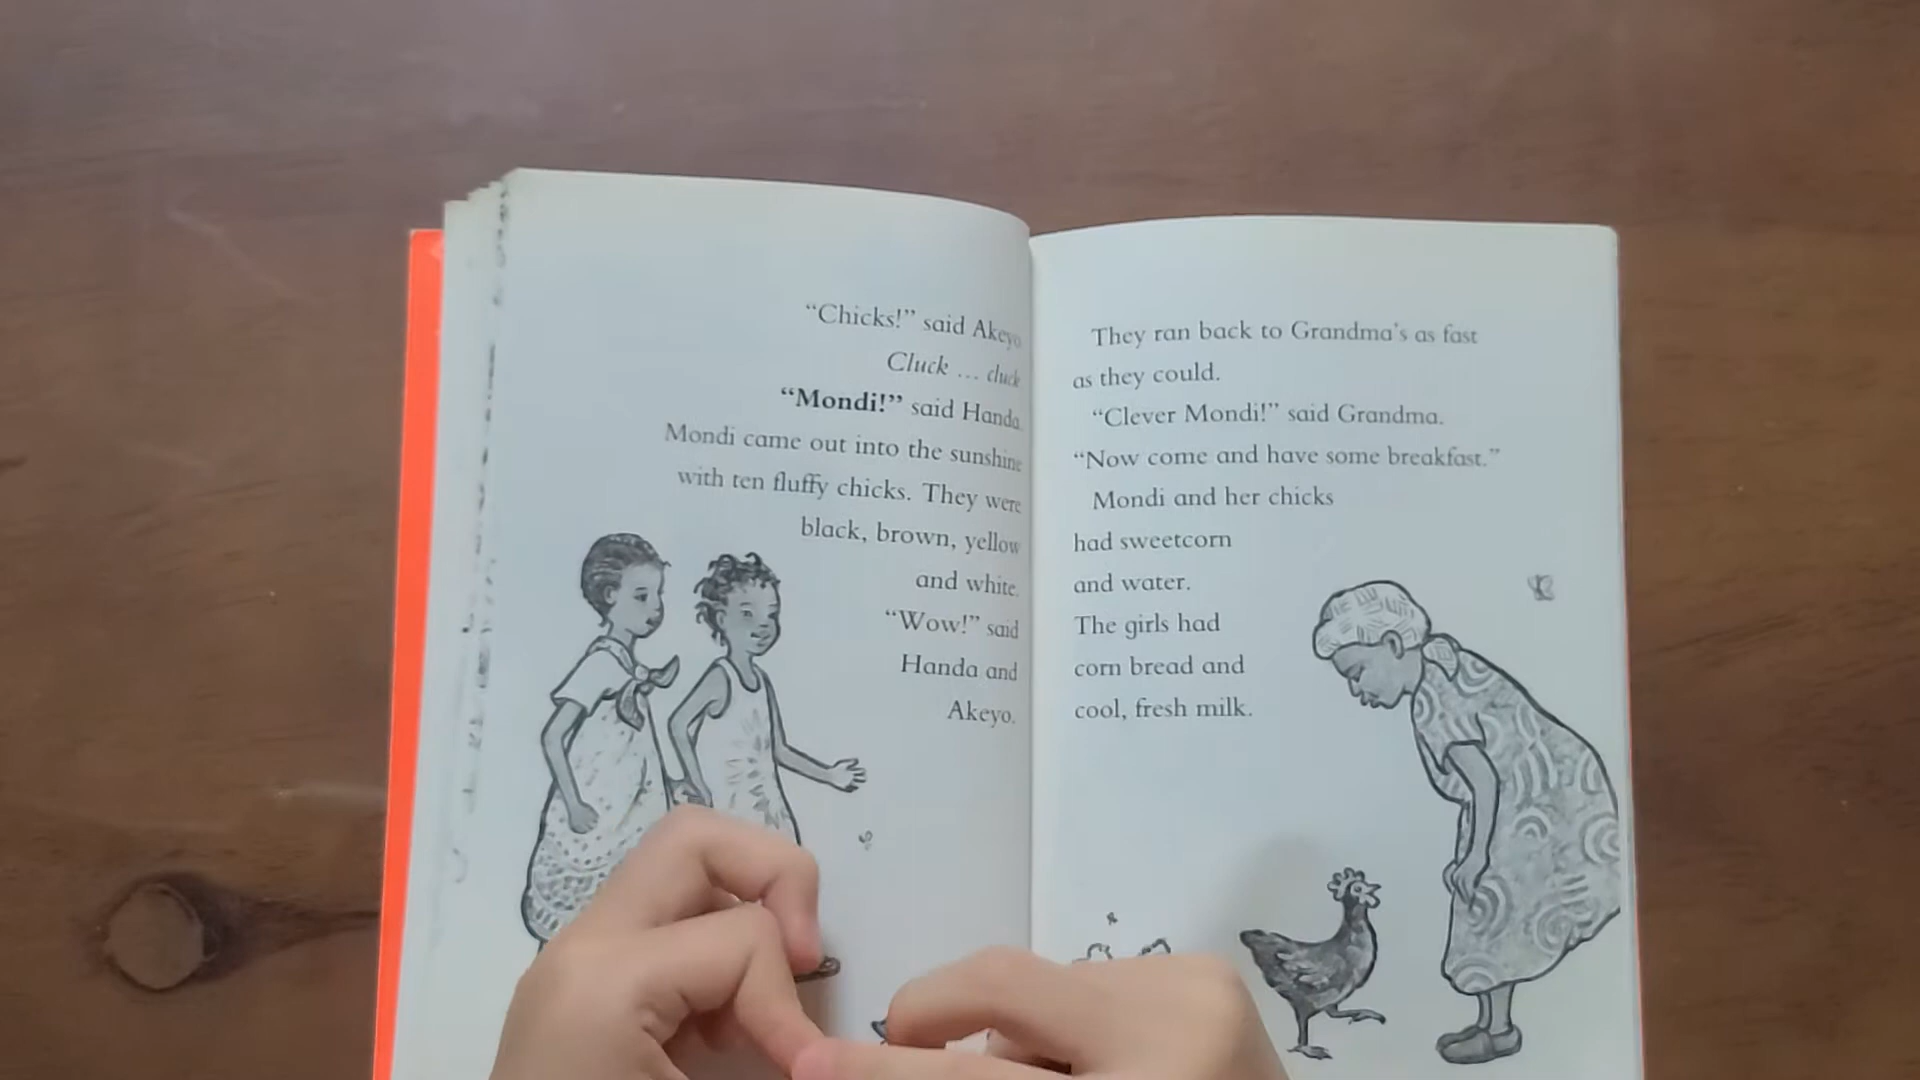 “Chicks!” said Akeyo
Cluck … cluck
“Mondi!” said Handa.
Mondi came out into the sunshine
with ten fluffy chicks. They were
black, brown, yellow
and white.
“Wow!” said
Handa and
Akeyo.
They ran back to Grandma’s as fast
as they could.
“Clever Mondi!” said Grandma.
“Now come and have some breakfast.”
Mondi and her chicks
had sweetcorn
and water.
The girls had
corn bread and
cool, fresh milk.